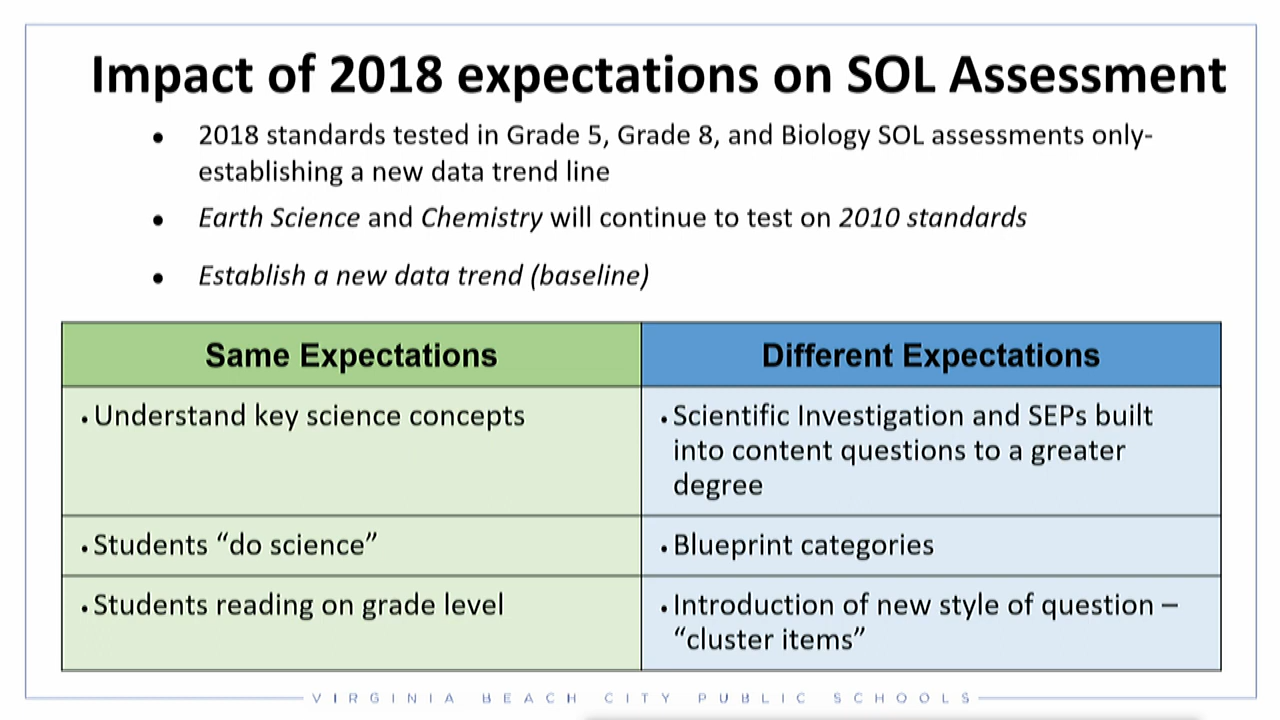 Impact of 2018 expectations on SOL Assessment
• 2018 standards tested in Grade 5, Grade 8, and Biology SOL assessments only-
establishing a new data trend line
• Earth Science and Chemistry will continue to test on 2010 standards
• Establish a new data trend (baseline)
Same Expectations
Different Expectations
• Understand key science concepts
• Scientific Investigation and SEPs built
into content questions to a greater
degree
• Students “do science”
• Blueprint categories
• Students reading on grade level
• Introduction of new style of question –
“cluster items”
VIRGINIA BEACH CITY PUBLIC SCHOOLS